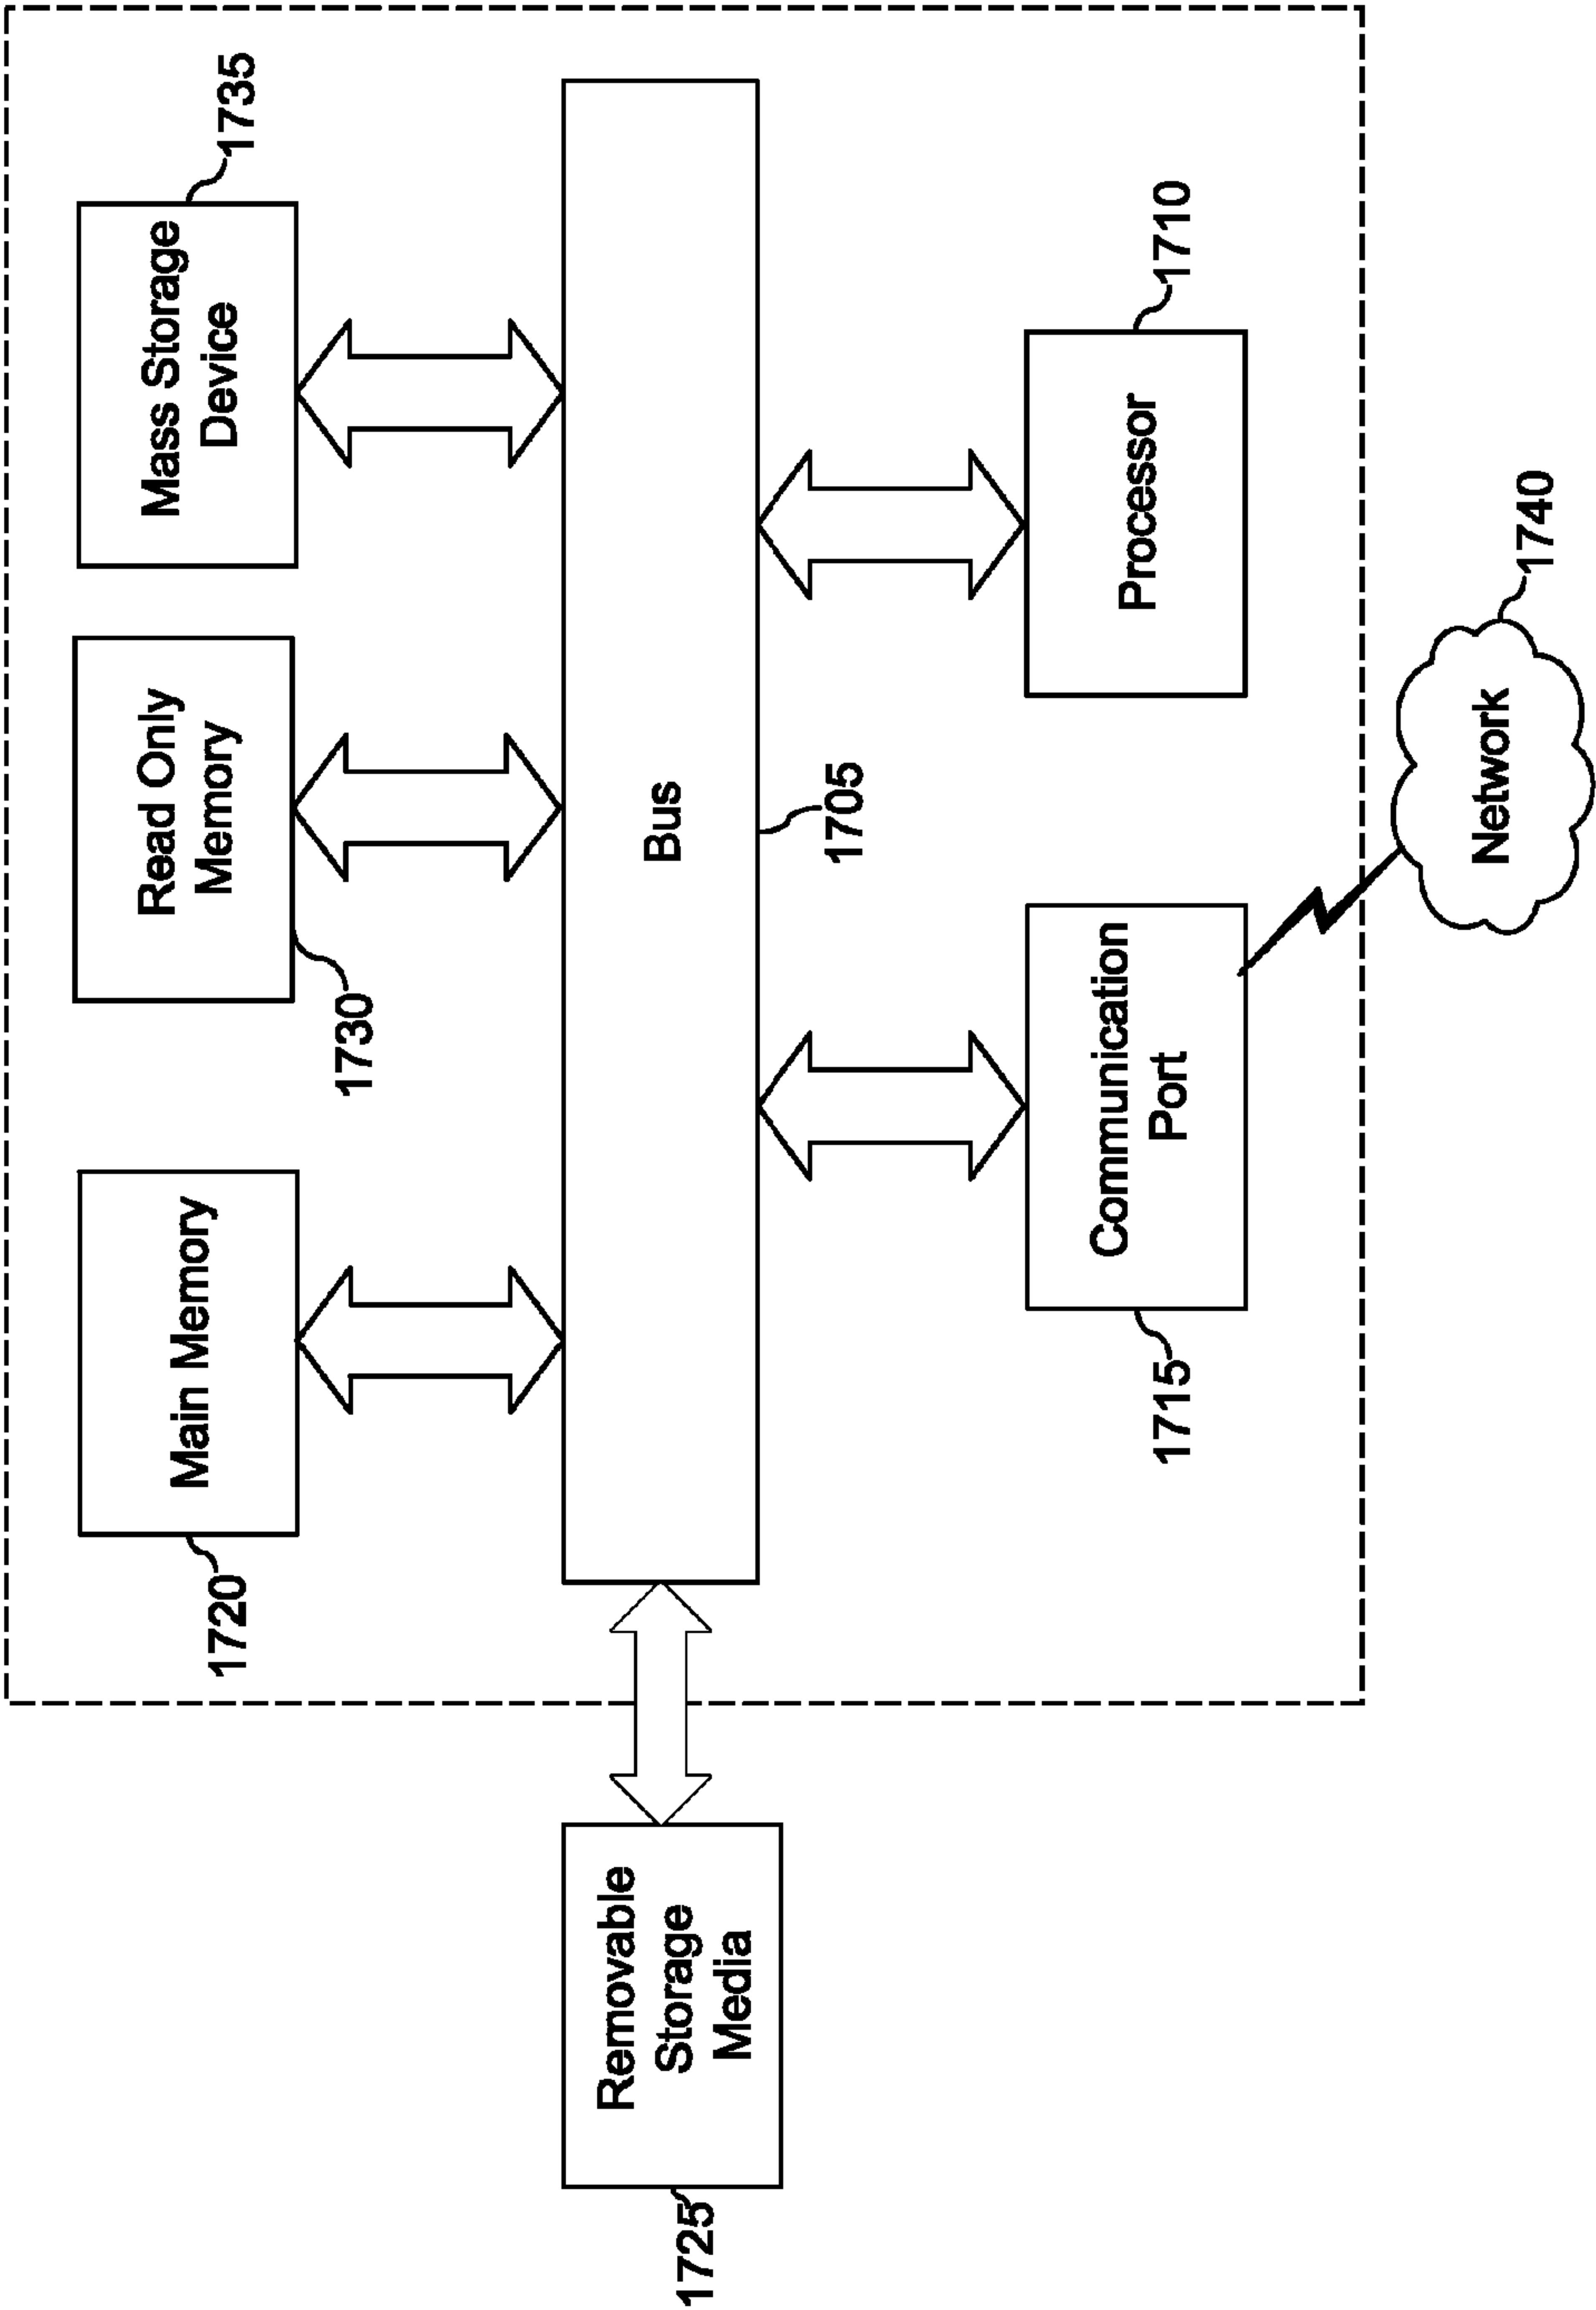 1720
Main Memory
1730
Read Only
Memory
Mass Storage
Device
1735
1725
Removable
Storage
Media
Bus
1705
1715
Communication
Port
Processor
1710
Network
1740